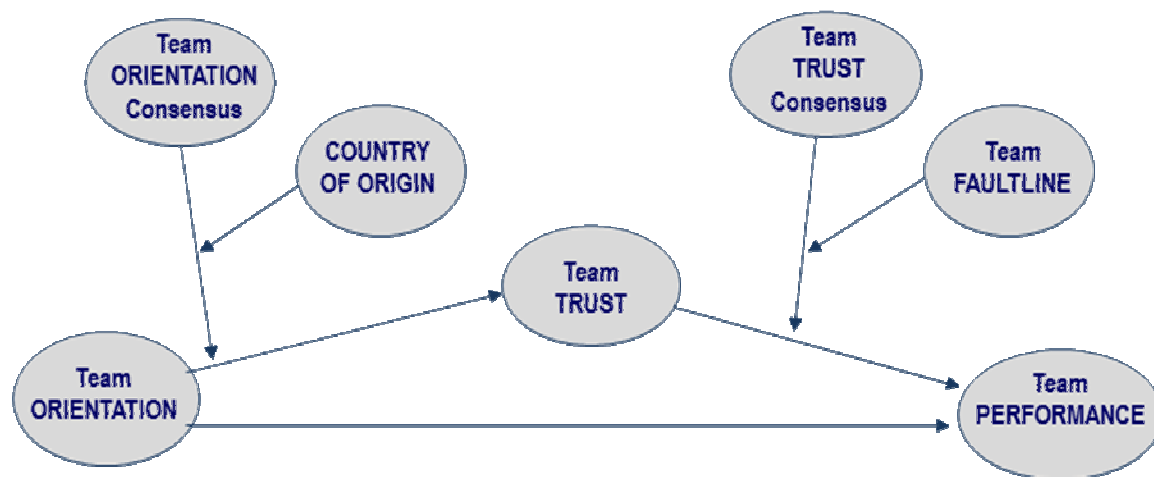 Team
ORIENTATION
Consensus
Team
TRUST
Consensus
COUNTRY
OF ORIGIN
Team
FAULTLINE
Team
TRUST
Team
ORIENTATION
Team
PERFORMANCE